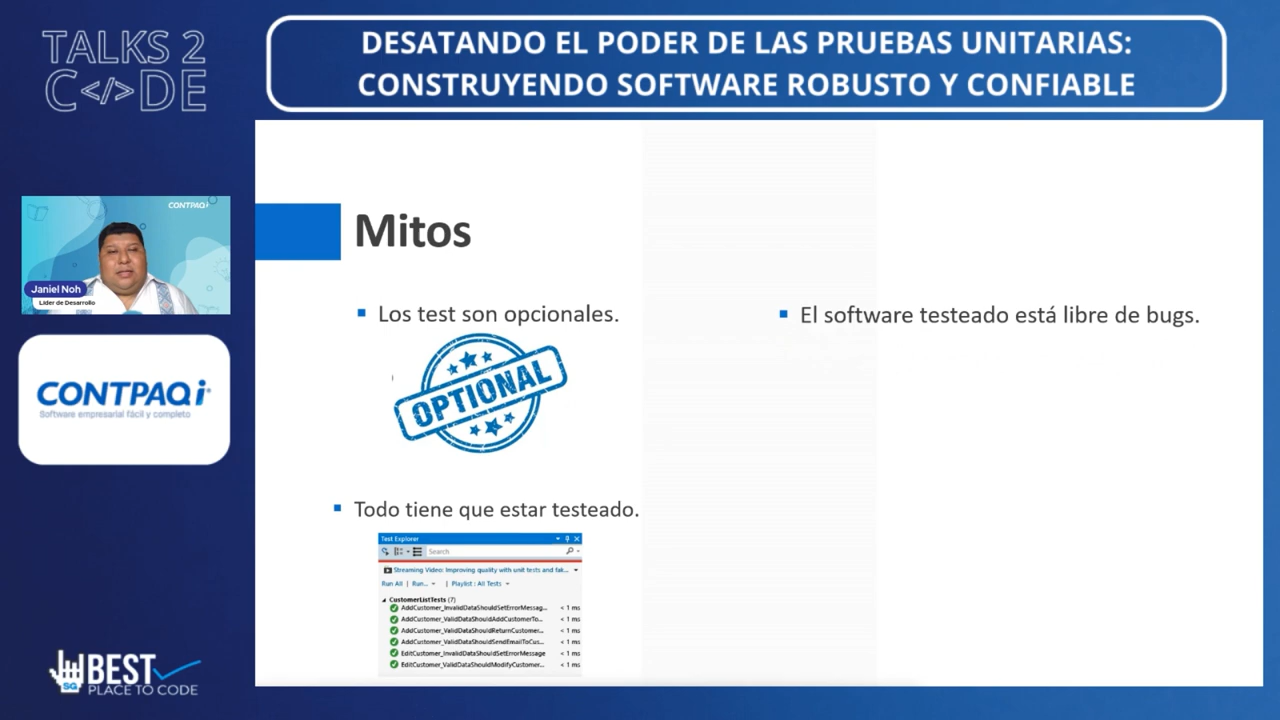 TALKS 2
C</>DE
DESATANDO EL PODER DE LAS PRUEBAS UNITARIAS:
CONSTRUYENDO SOFTWARE ROBUSTO Y CONFIABLE
CONTPAQi
Janiel Noh
Líder de Desarrollo
CONTPAQi®
Software empresarial fácil y completo
SG
BEST
PLACE TO CODE
Mitos
Los test son opcionales.
OPTIONAL
El software testeado está libre de bugs.
Todo tiene que estar testeado.
Test Explorer
Search
Streaming Video: Improving quality with unit tests and fak...
Run All | Run... | Playlist : All Tests
CustomerListTests (7)
AddCustomer_InvalidDataShouldSetErrorMessag... < 1 ms
AddCustomer_ValidDataShouldAddCustomerTo... < 1 ms
AddCustomer_ValidDataShouldReturnCustomer... < 1 ms
AddCustomer_ValidDataShouldSendEmailToCus... < 1 ms
EditCustomer_InvalidDataShouldSetErrorMessage < 1 ms
EditCustomer_ValidDataShouldModifyCustomer... < 1 ms